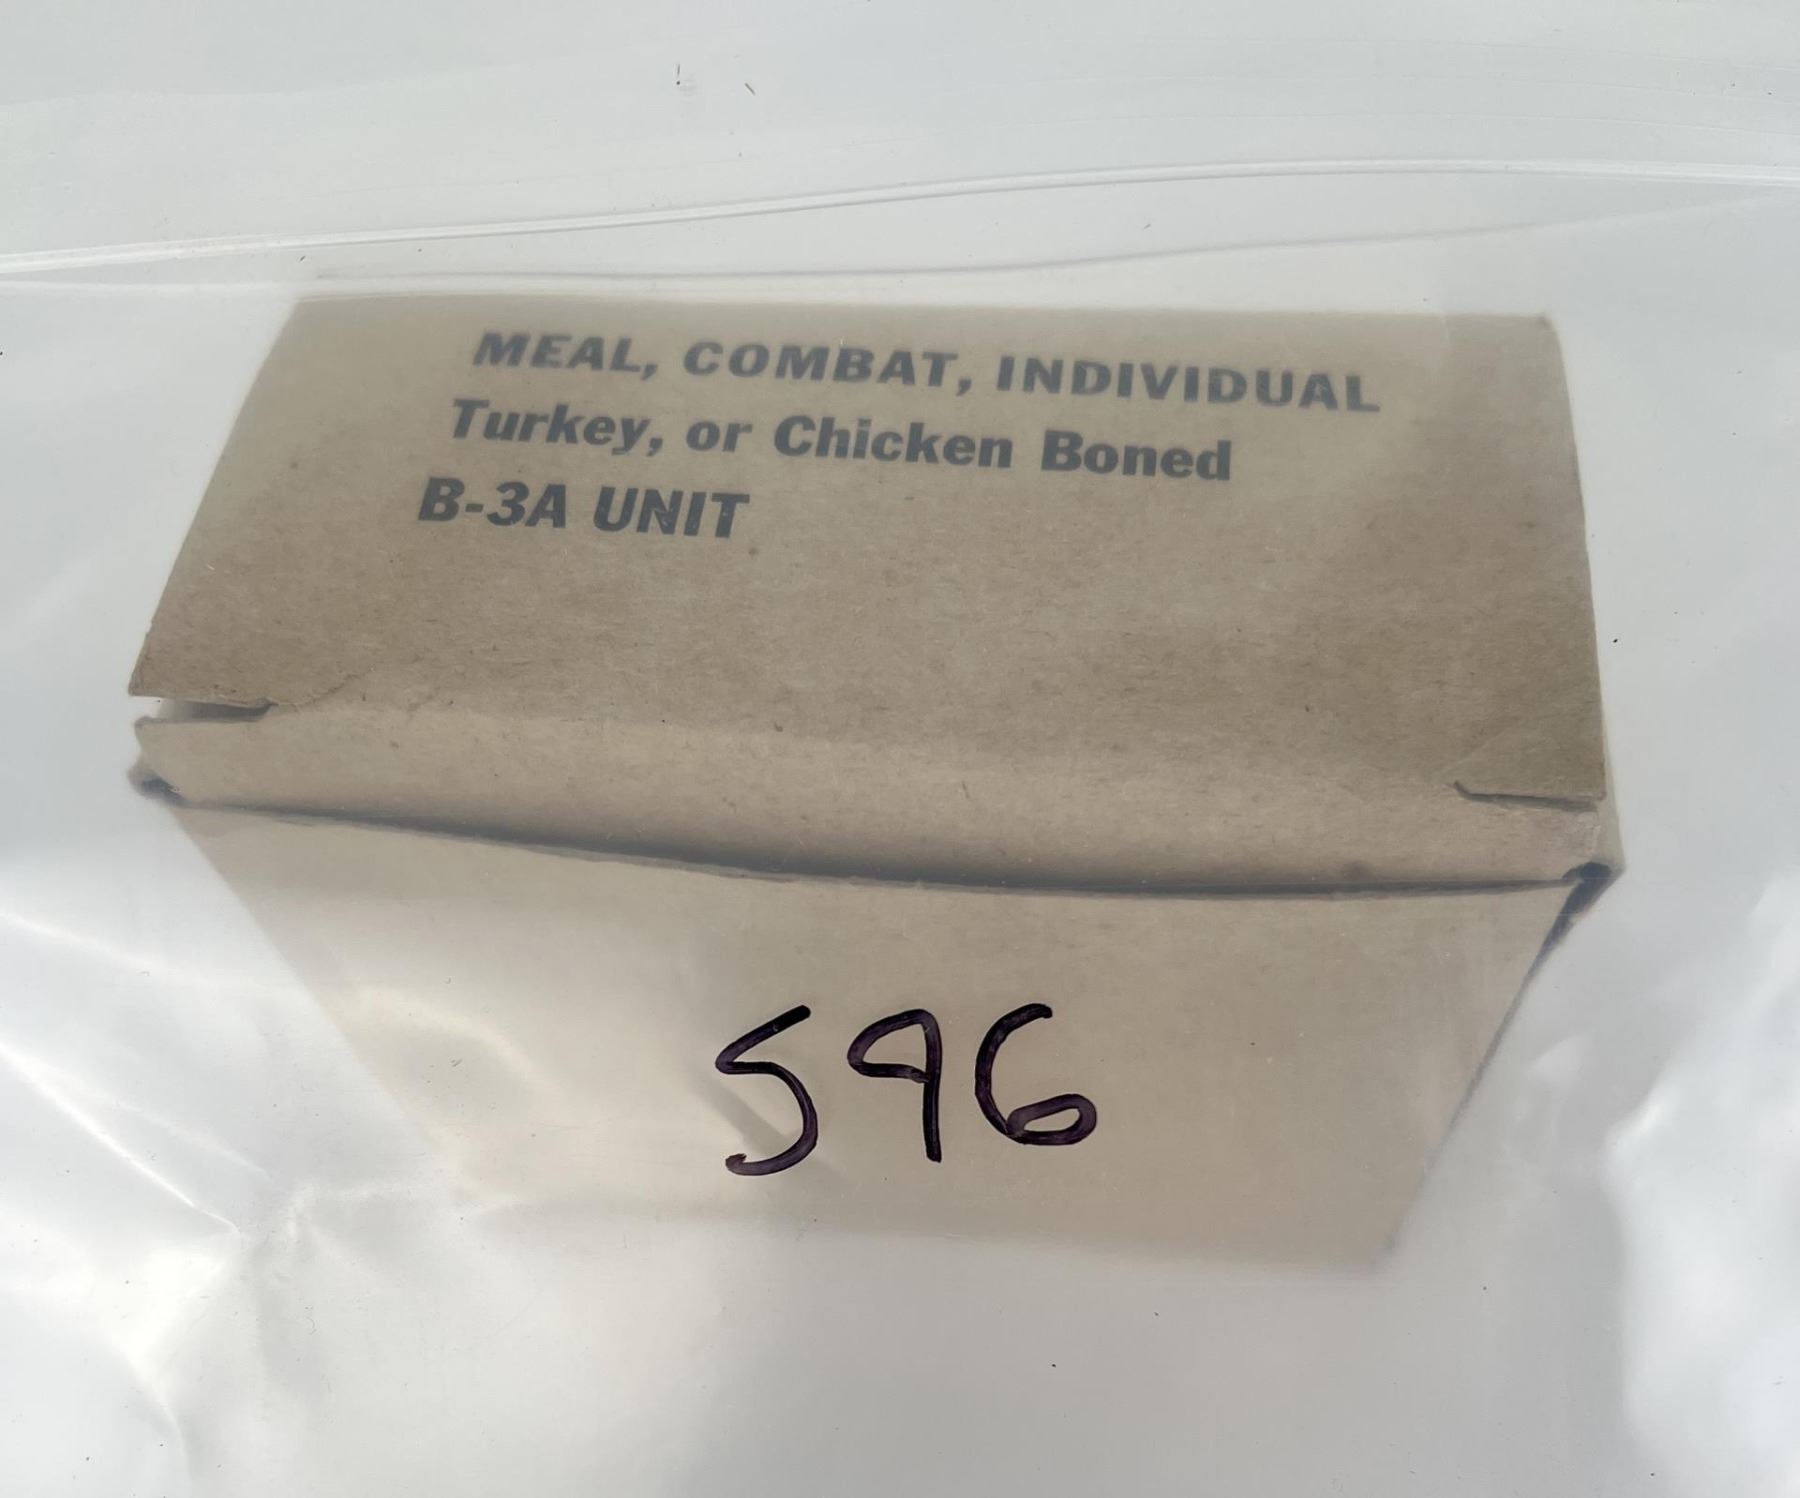 MEAL, COMBAT, INDIVIDUAL
Turkey, or Chicken Boned
B-3A UNIT
596